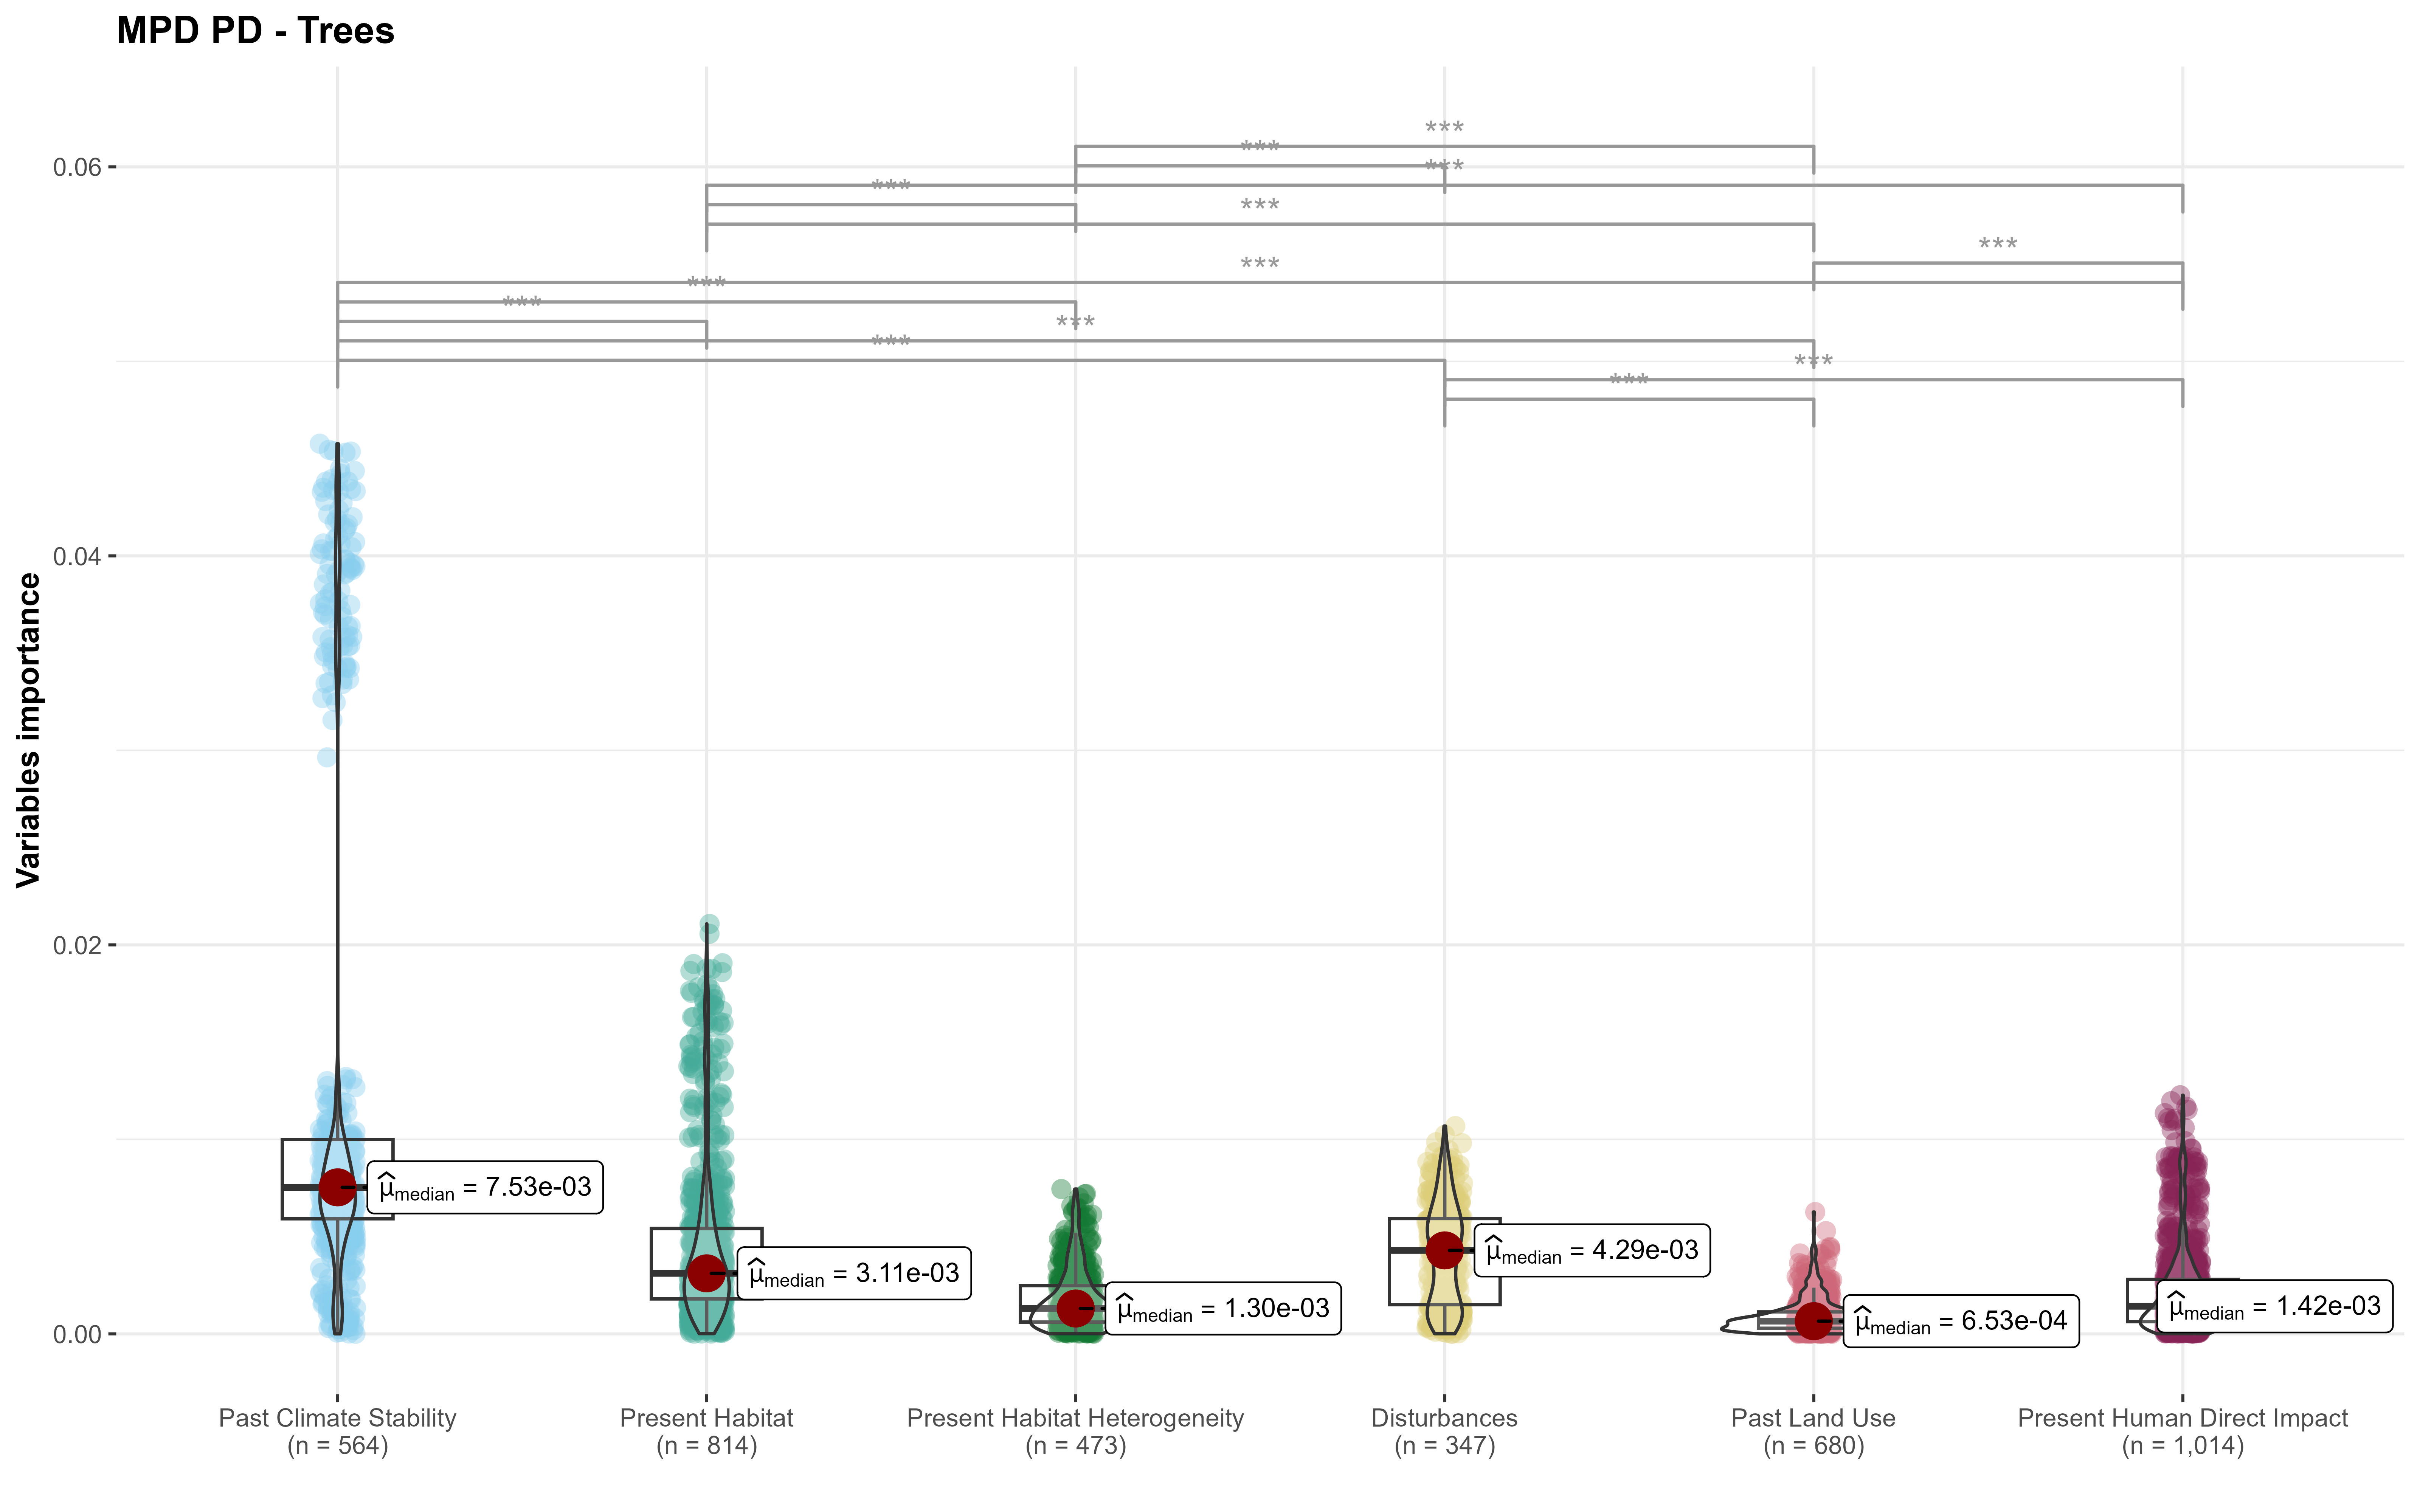 MPD PD - Trees
Variables importance
0.06
0.04
0.02
0.00
***
***
***
***
***
***
***
***
***
***
***
***
***
μ̂median = 7.53e-03
μ̂median = 3.11e-03
μ̂median = 1.30e-03
μ̂median = 4.29e-03
μ̂median = 6.53e-04
μ̂median = 1.42e-03
Past Climate Stability
(n = 564)
Present Habitat
(n = 814)
Present Habitat Heterogeneity
(n = 473)
Disturbances
(n = 347)
Past Land Use
(n = 680)
Present Human Direct Impact
(n = 1,014)